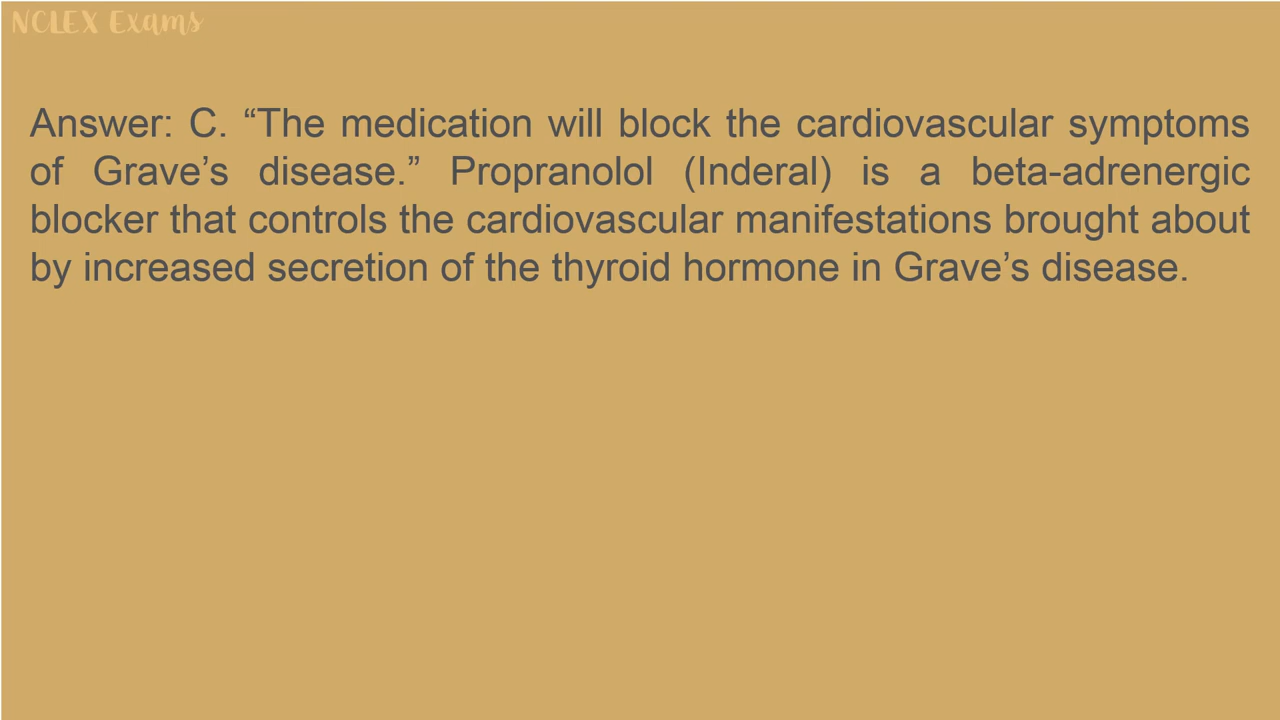 NCLEX Exams
Answer: C. “The medication will block the cardiovascular symptoms
of Grave’s disease.” Propranolol (Inderal) is a beta-adrenergic
blocker that controls the cardiovascular manifestations brought about
by increased secretion of the thyroid hormone in Grave’s disease.